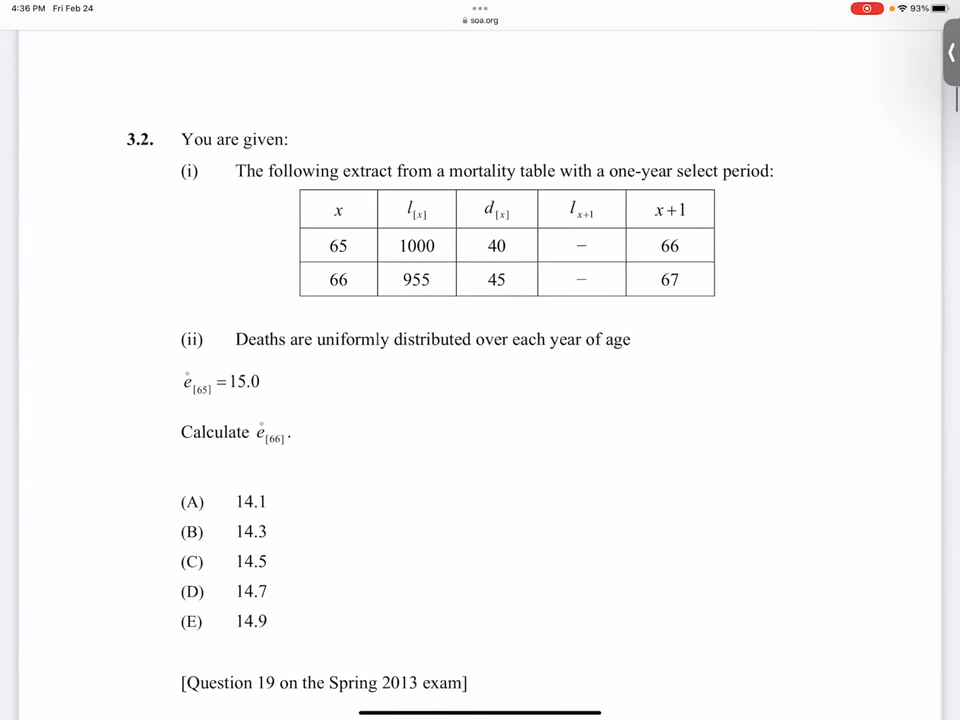 4:36 PM Fri Feb 24
soa.org
93%
3.2. You are given:
(i) The following extract from a mortality table with a one-year select period:
x l[x] d[x] lx+1 x+1
65 1000 40 – 66
66 955 45 – 67
(ii) Deaths are uniformly distributed over each year of age
e̊[65] = 15.0
Calculate e̊[66].
(A) 14.1
(B) 14.3
(C) 14.5
(D) 14.7
(E) 14.9
[Question 19 on the Spring 2013 exam]